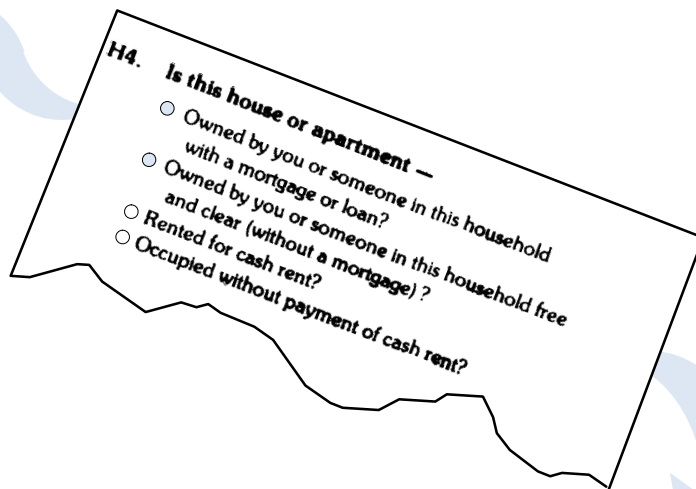 H4. Is this house or apartment —
Owned by you or someone in this household
with a mortgage or loan?
Owned by you or someone in this household free
and clear (without a mortgage) ?
Rented for cash rent?
Occupied without payment of cash rent?